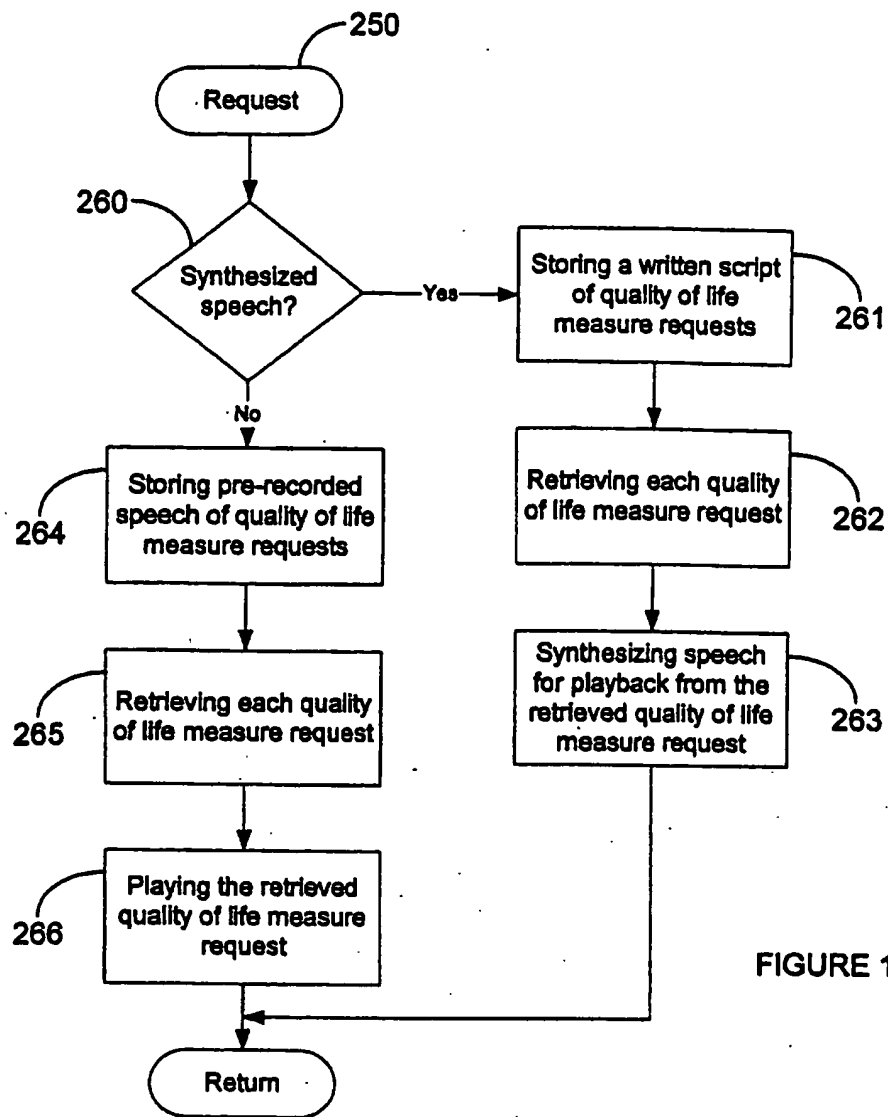 250
Request
260
Synthesized
speech?
Yes
No
Storing a written script
of quality of life
measure requests
261
Retrieving each quality
of life measure request
262
Synthesizing speech
for playback from the
retrieved quality of life
measure request
263
Storing pre-recorded
speech of quality of life
measure requests
264
Retrieving each quality
of life measure request
265
Playing the retrieved
quality of life measure
request
266
Return
FIGURE 1